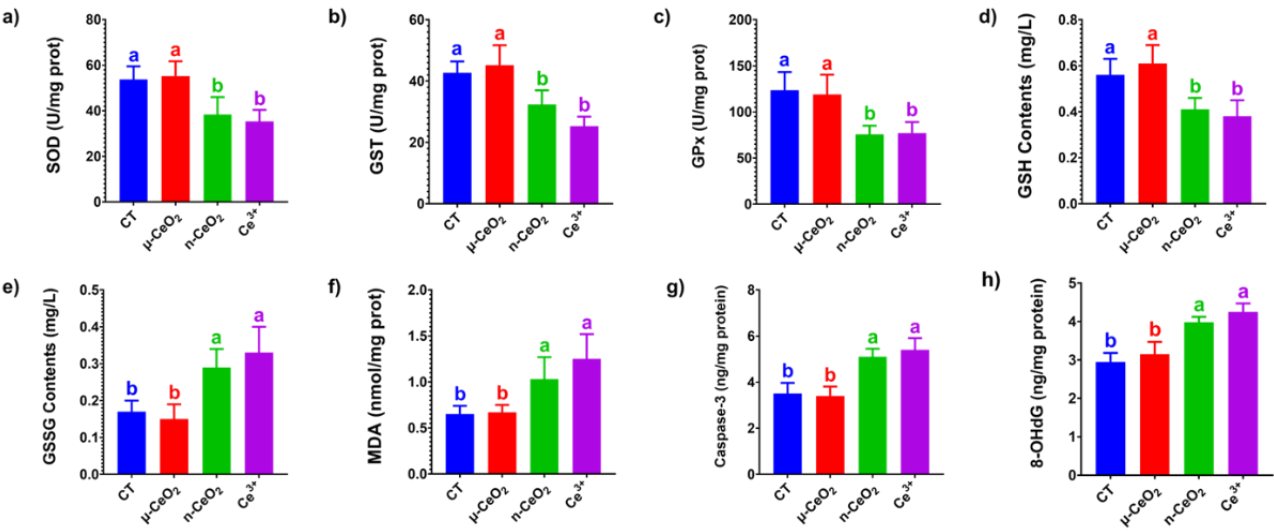 a)
SOD (U/mg prot)
80
60
40
20
0
a
a
b
b
CT
μ-CeO₂
n-CeO₂
Ce³⁺
b)
GST (U/mg prot)
60
40
20
0
a
a
b
b
CT
μ-CeO₂
n-CeO₂
Ce³⁺
c)
GPx (U/mg prot)
200
150
100
50
0
a
a
b
b
CT
μ-CeO₂
n-CeO₂
Ce³⁺
d)
GSH Contents (mg/L)
0.8
0.6
0.4
0.2
0.0
a
a
b
b
CT
μ-CeO₂
n-CeO₂
Ce³⁺
e)
GSSG Contents (mg/L)
0.5
0.4
0.3
0.2
0.1
0.0
b
b
a
a
CT
μ-CeO₂
n-CeO₂
Ce³⁺
f)
MDA (nmol/mg prot)
2.0
1.5
1.0
0.5
0.0
b
b
a
a
CT
μ-CeO₂
n-CeO₂
Ce³⁺
g)
Caspase-3 (ng/mg protein)
8
6
4
2
0
b
b
a
a
CT
μ-CeO₂
n-CeO₂
Ce³⁺
h)
8-OHdG (ng/mg protein)
5
4
3
2
1
0
b
b
a
a
CT
μ-CeO₂
n-CeO₂
Ce³⁺